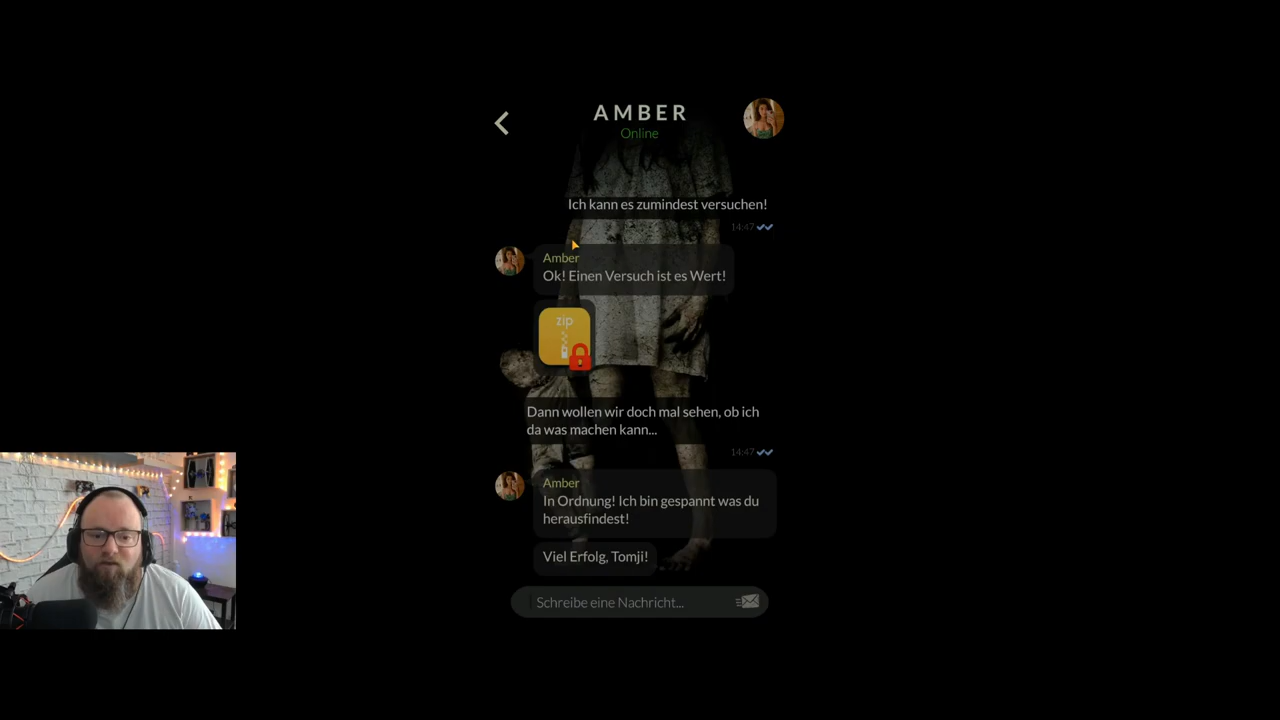 AMBER
Online
Ich kann es zumindest versuchen!
14:47
Amber
Ok! Einen Versuch ist es Wert!
zip
Dann wollen wir doch mal sehen, ob ich
da was machen kann...
14:47
Amber
In Ordnung! Ich bin gespannt was du
herausfindest!
Viel Erfolg, Tomji!
Schreibe eine Nachricht...